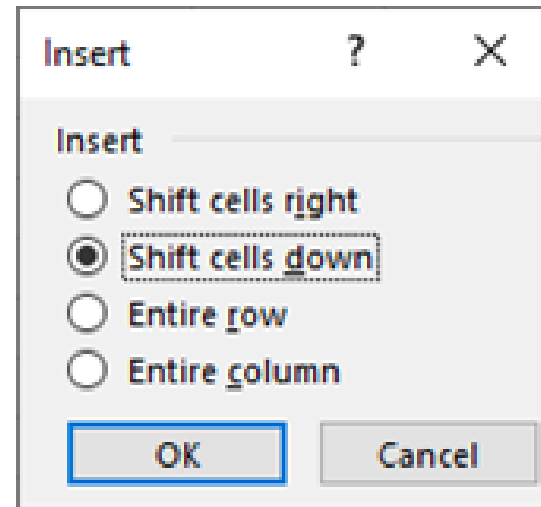 Insert ?
Insert
Shift cells right
Shift cells down
Entire row
Entire column
OK Cancel